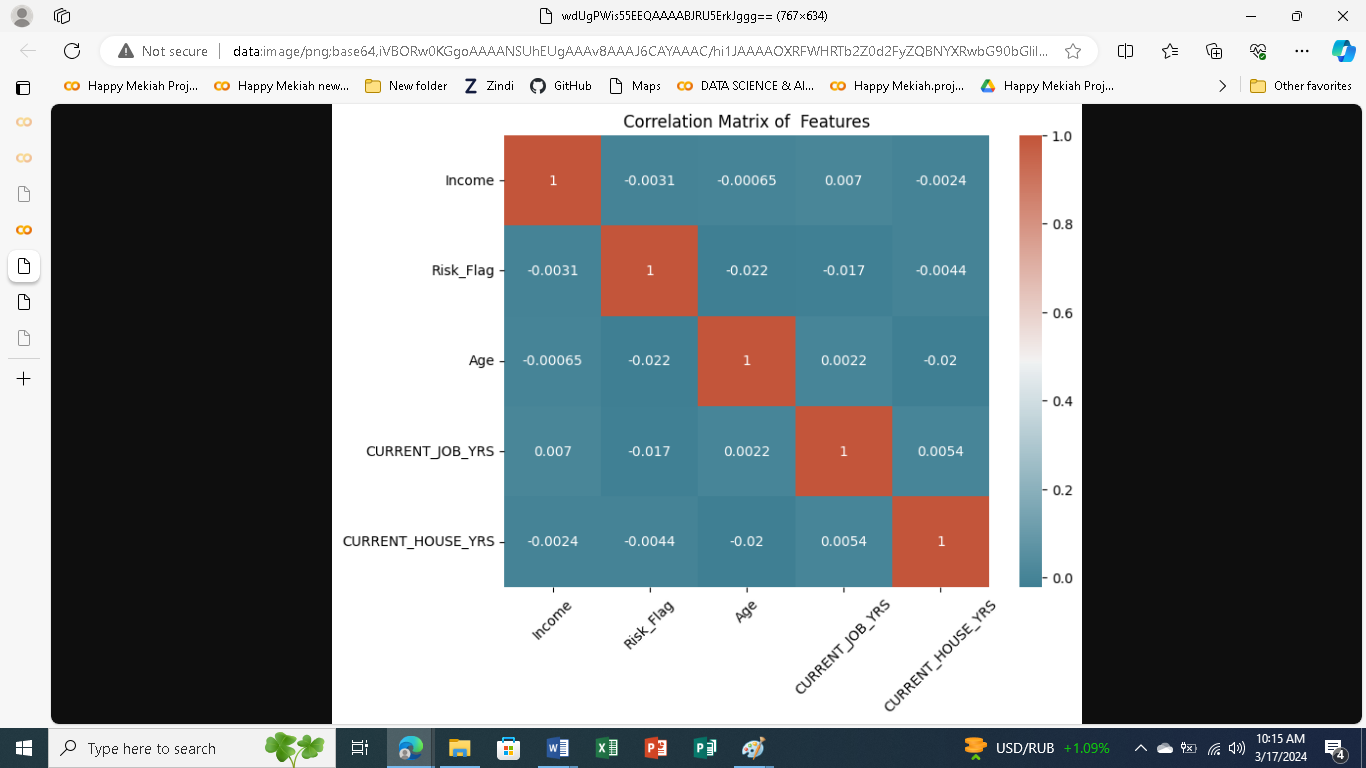 wdUgPWis55EEQAAAABJRU5ErkJggg== (767×634)
Not secure
data:image/png;base64,iVBORw0KGgoAAAANSUhEUgAAAv8AAAJ6CAYAAAC/hi1JAAAAOXRFWHRTb2Z0d2FyZQBNYXRwbG90bGliI...
Happy Mekiah Proj... Happy Mekiah new... New folder Zindi GitHub Maps DATA SCIENCE & AI... Happy Mekiah.proj... Happy Mekiah Proj... Other favorites
Correlation Matrix of  Features
Income 1 -0.0031 -0.00065 0.007 -0.0024
Risk_Flag -0.0031 1 -0.022 -0.017 -0.0044
Age -0.00065 -0.022 1 0.0022 -0.02
CURRENT_JOB_YRS 0.007 -0.017 0.0022 1 0.0054
CURRENT_HOUSE_YRS -0.0024 -0.0044 -0.02 0.0054 1
Income Risk_Flag Age CURRENT_JOB_YRS CURRENT_HOUSE_YRS
1.0
0.8
0.6
0.4
0.2
0.0
Type here to search
USD/RUB +1.09%
10:15 AM
3/17/2024
4